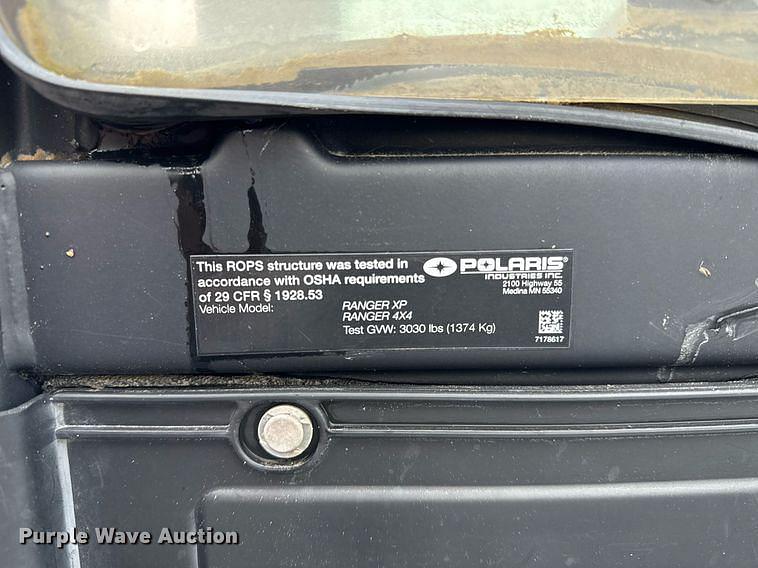 This ROPS structure was tested in
accordance with OSHA requirements
of 29 CFR § 1928.53
Vehicle Model:
RANGER XP
RANGER 4X4
Test GVW: 3030 lbs (1374 Kg)
POLARIS®
INDUSTRIES INC.
2100 Highway 55
Medina MN 55340
7178617
Purple Wave Auction®